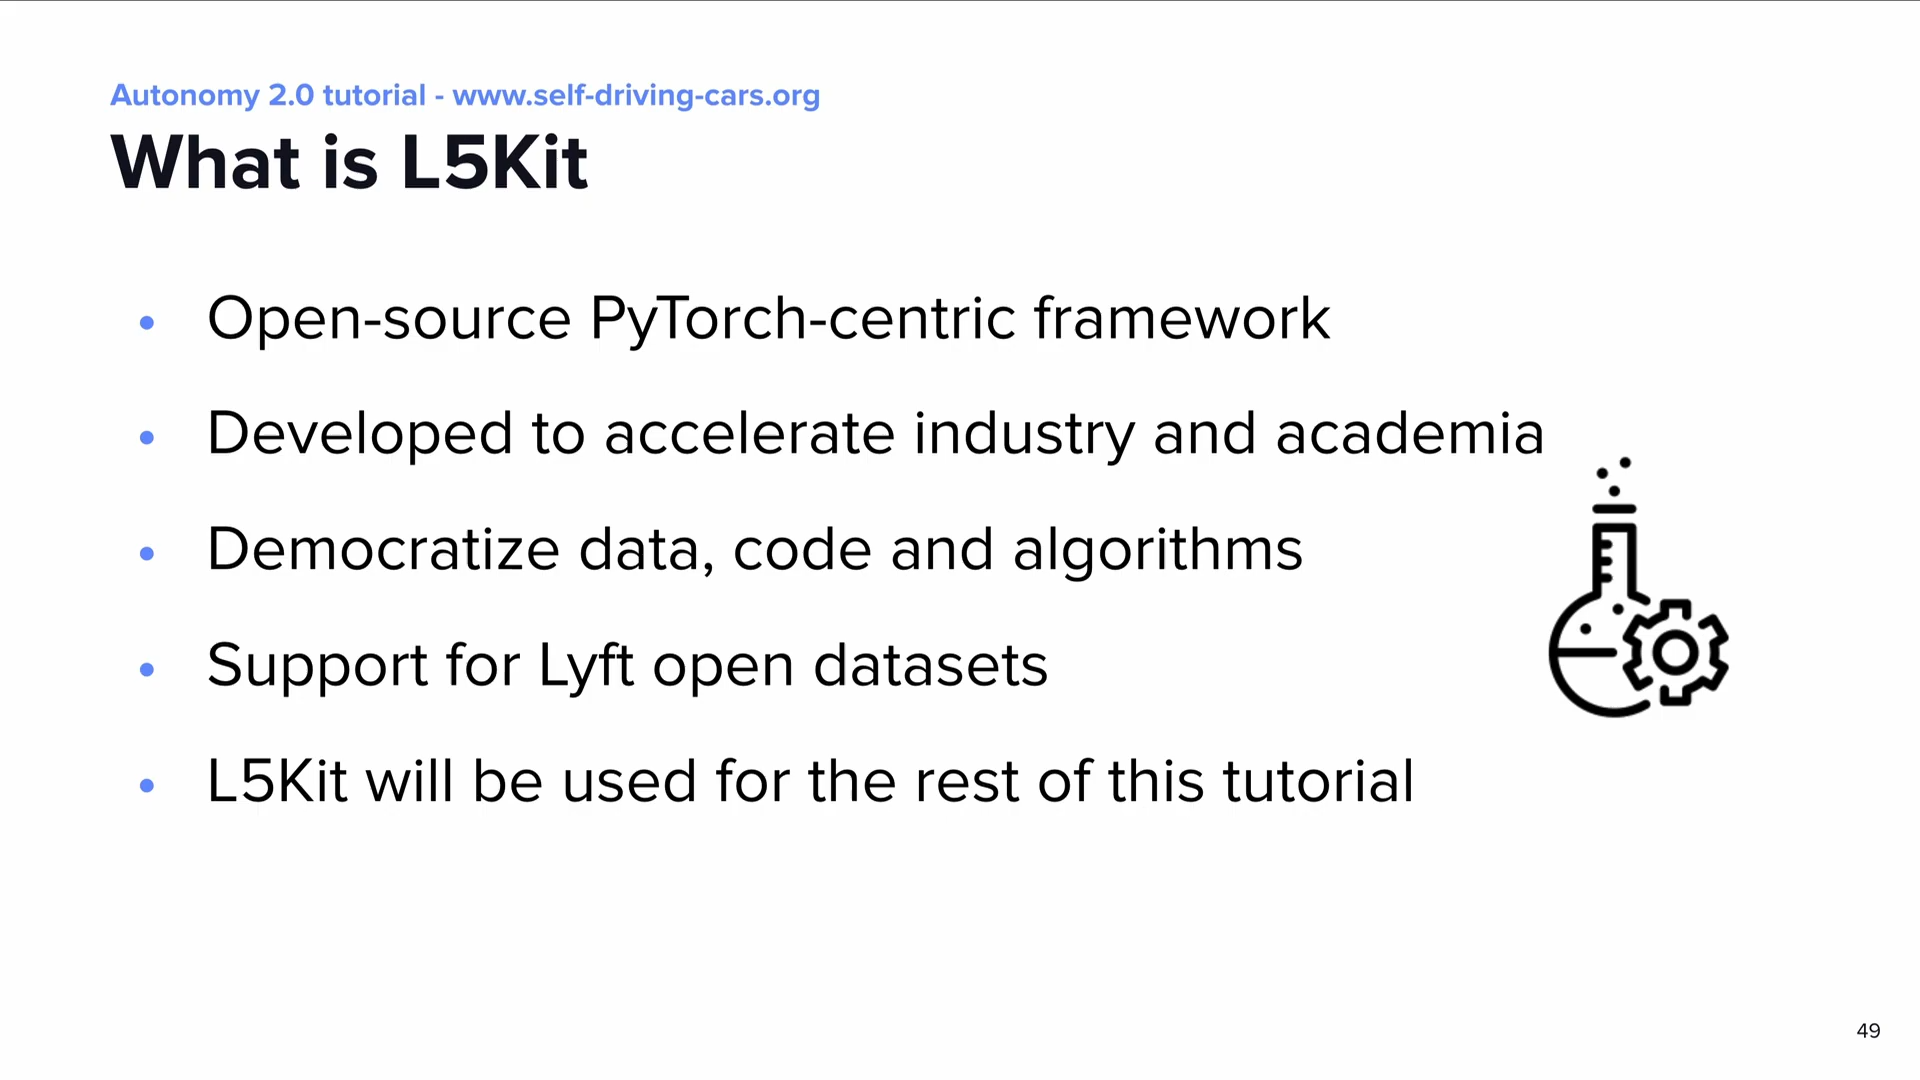 Autonomy 2.0 tutorial - www.self-driving-cars.org
What is L5Kit
• Open-source PyTorch-centric framework
• Developed to accelerate industry and academia
• Democratize data, code and algorithms
• Support for Lyft open datasets
• L5Kit will be used for the rest of this tutorial
49